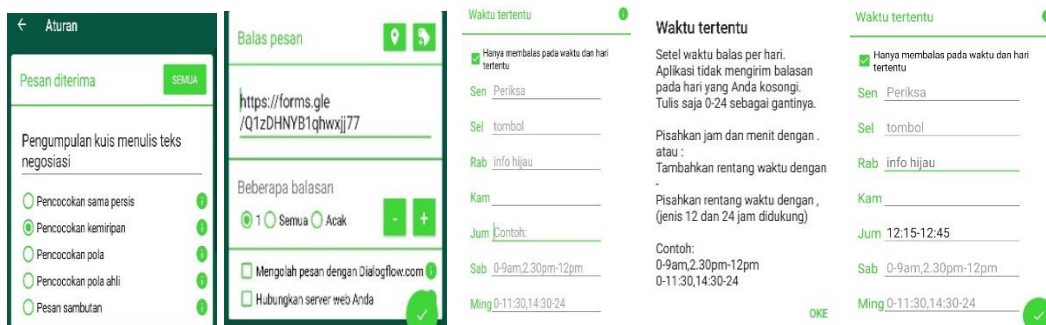 Aturan
Pesan diterima
SEMUA
Pengumpulan kuis menulis teks
negosiasi
Pencocokan sama persis
Pencocokan kemiripan
Pencocokan pola
Pencocokan pola ahli
Pesan sambutan
Balas pesan
https://forms.gle
/Q1zDHNYB1qhwxjj77
Beberapa balasan
1 Semua Acak
- +
Mengolah pesan dengan Dialogflow.com
Hubungkan server web Anda
Waktu tertentu
Hanya membalas pada waktu dan hari
tertentu
Sen Periksa
Sel tombol
Rab info hijau
Kam
Jum Contoh:
Sab 0-9am,2.30pm-12pm
Ming 0-11:30,14:30-24
Waktu tertentu
Setel waktu balas per hari.
Aplikasi tidak mengirim balasan
pada hari yang Anda kosongi.
Tulis saja 0-24 sebagai gantinya.
Pisahkan jam dan menit dengan .
atau :
Tambahkan rentang waktu dengan
-
Pisahkan rentang waktu dengan ,
(jenis 12 dan 24 jam didukung)
Contoh:
0-9am,2.30pm-12pm
0-11:30,14:30-24
OKE
Waktu tertentu
Hanya membalas pada waktu dan hari
tertentu
Sen Periksa
Sel tombol
Rab info hijau
Kam
Jum 12:15-12:45
Sab 0-9am,2.30pm-12pm
Ming 0-11:30,14:30-24